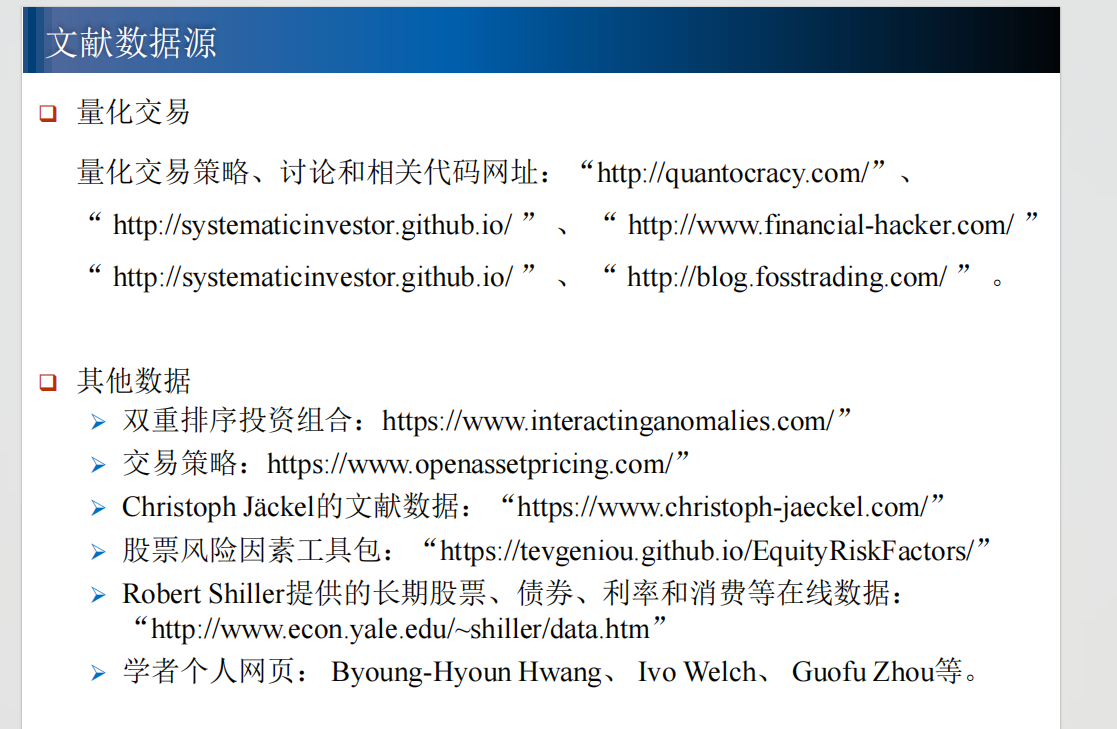 文献数据源
量化交易
量化交易策略、讨论和相关代码网址：“http://quantocracy.com/”、
“ http://systematicinvestor.github.io/ ” 、 “ http://www.financial-hacker.com/ ”
“ http://systematicinvestor.github.io/ ” 、 “ http://blog.fosstrading.com/ ” 。
其他数据
双重排序投资组合：https://www.interactinganomalies.com/”
交易策略：https://www.openassetpricing.com/”
Christoph Jäckel的文献数据：“https://www.christoph-jaeckel.com/”
股票风险因素工具包：“https://tevgeniou.github.io/EquityRiskFactors/”
Robert Shiller提供的长期股票、债券、利率和消费等在线数据：
“http://www.econ.yale.edu/~shiller/data.htm”
学者个人网页： Byoung-Hyoun Hwang、 Ivo Welch、 Guofu Zhou等。